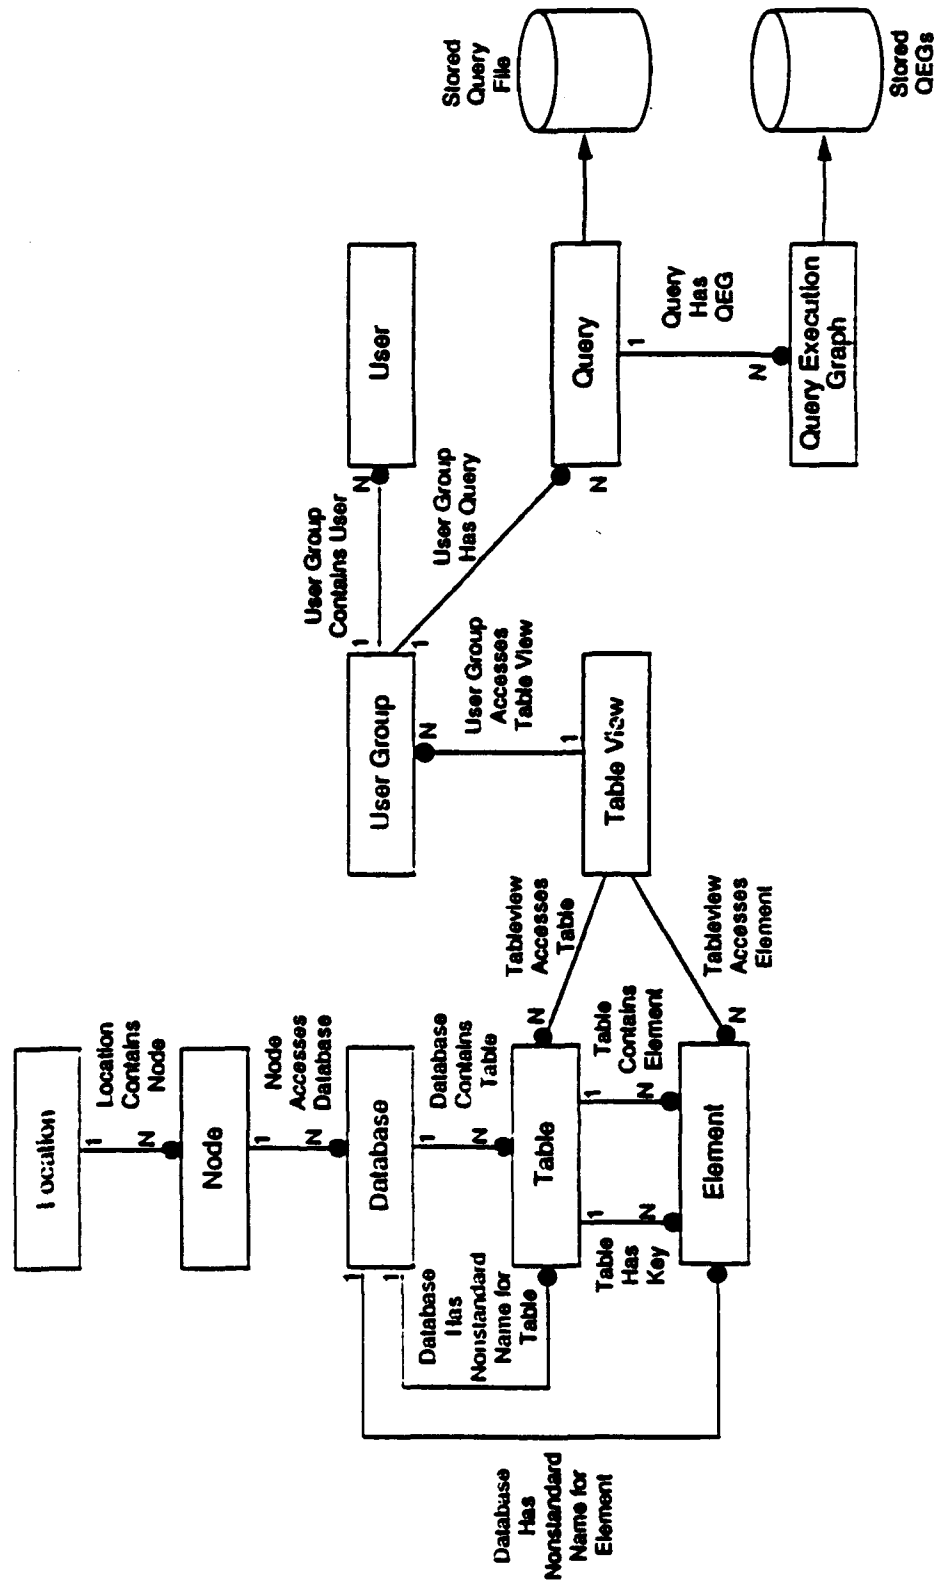 Location
Location
Contains
Node
1
N
Node
Node
Accesses
Database
1
N
Database
1
1
Database
Contains
Table
1
N
Database
Has
Nonstandard
Name for
Table
Database
Has
Nonstandard
Name for
Element
Table
N
Tableview
Accesses
Table
Table
Has
Key
1
N
Table
Contains
Element
1
N
Element
N
Tableview
Accesses
Element
Table View
1
User Group
Accesses
Table View
N
User Group
1
User Group
Contains User
N
User
1
User Group
Has Query
N
Query
Stored
Query
File
1
Query
Has
QEG
N
Query Execution
Graph
Stored
QEGs